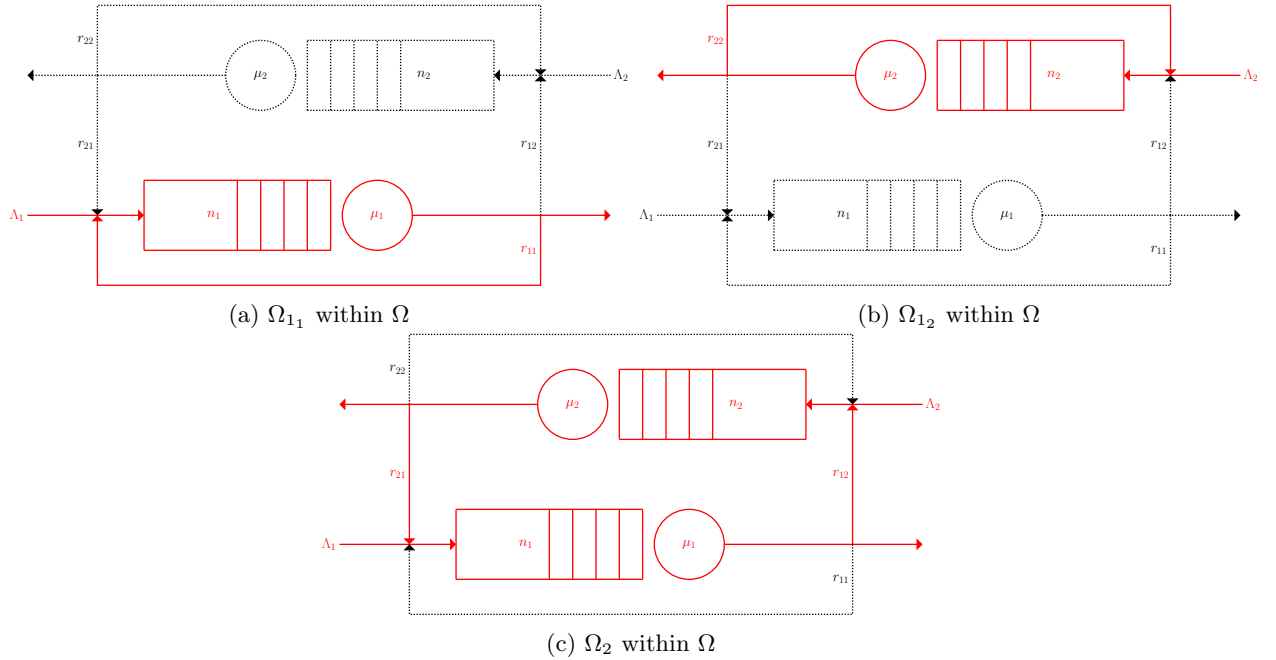 r₂₂
μ₂
n₂
Λ₂
r₂₁
r₁₂
Λ₁
n₁
μ₁
r₁₁
(a) Ω₁₁ within Ω
r₂₂
μ₂
n₂
Λ₂
r₂₁
r₁₂
Λ₁
n₁
μ₁
r₁₁
(b) Ω₁₂ within Ω
r₂₂
μ₂
n₂
Λ₂
r₂₁
r₁₂
Λ₁
n₁
μ₁
r₁₁
(c) Ω₂ within Ω